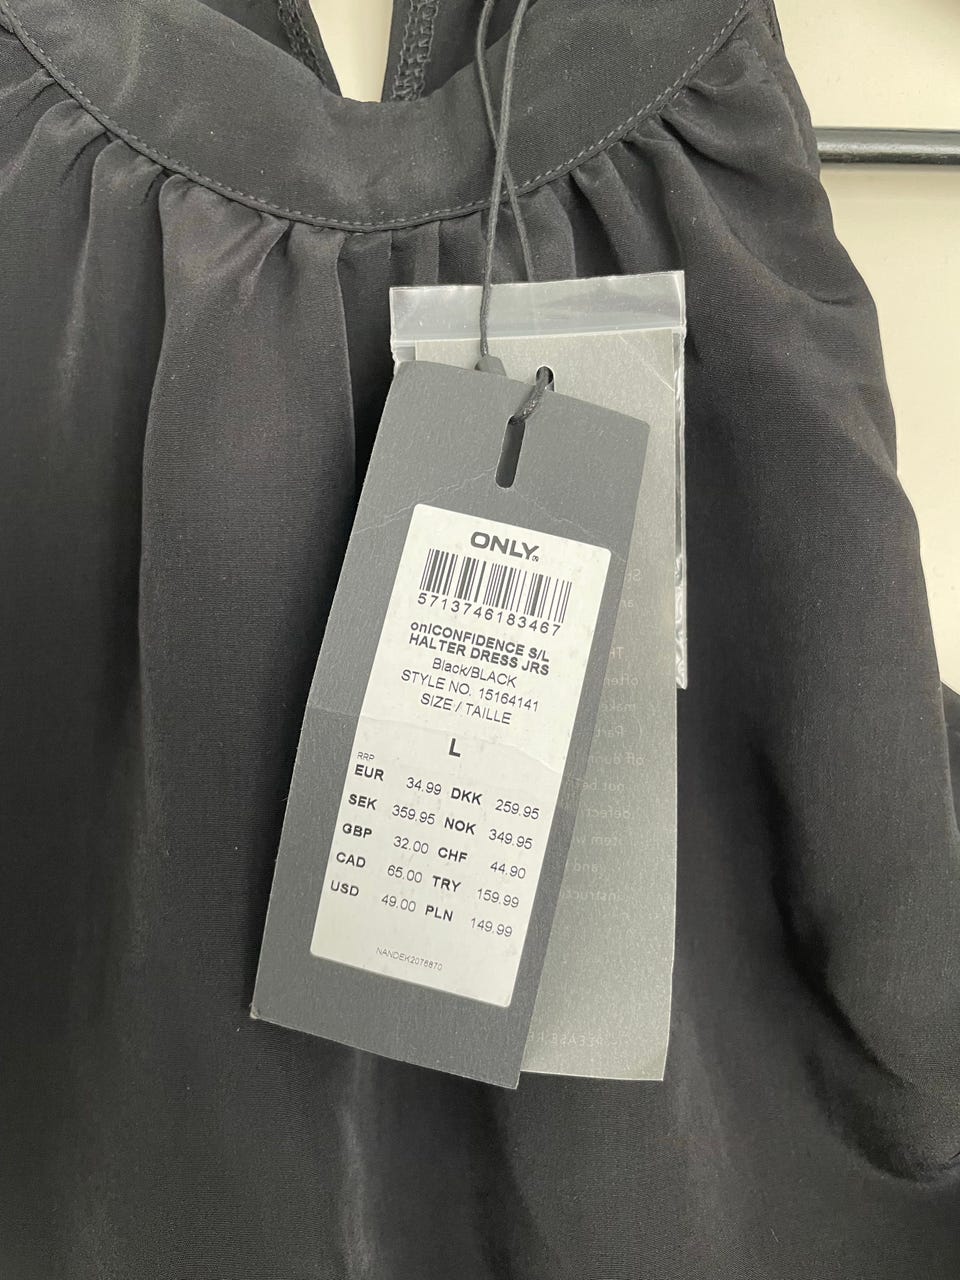 ONLY
5713746183467
onlCONFIDENCE S/L
HALTER DRESS JRS
Black/BLACK
STYLE NO. 15164141
SIZE / TAILLE
L
RRP
EUR 34.99 DKK 259.95
SEK 359.95 NOK 349.95
GBP 32.00 CHF 44.90
CAD 65.00 TRY 159.99
USD 49.00 PLN 149.99
NANDEK2076870